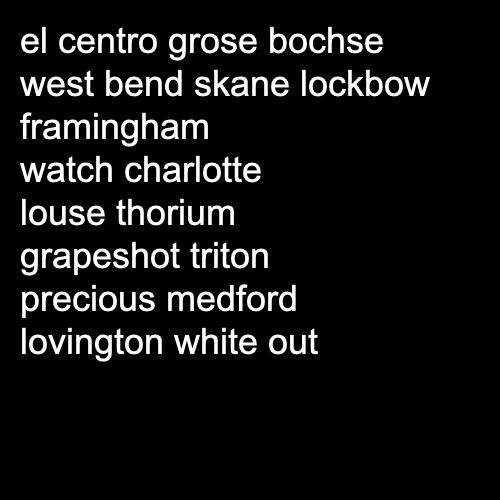 el centro grose bochse
west bend skane lockbow
framingham
watch charlotte
louse thorium
grapeshot triton
precious medford
lovington white out